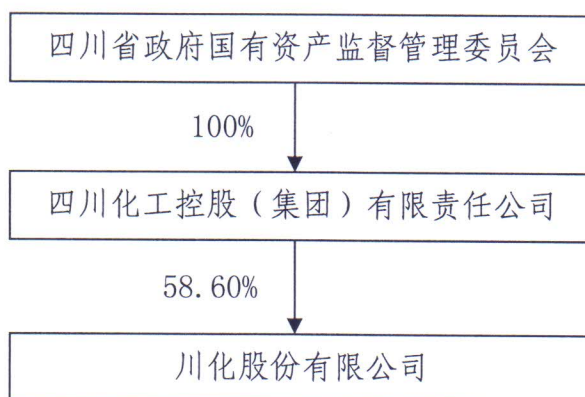 四川省政府国有资产监督管理委员会
100%
四川化工控股（集团）有限责任公司
58.60%
川化股份有限公司